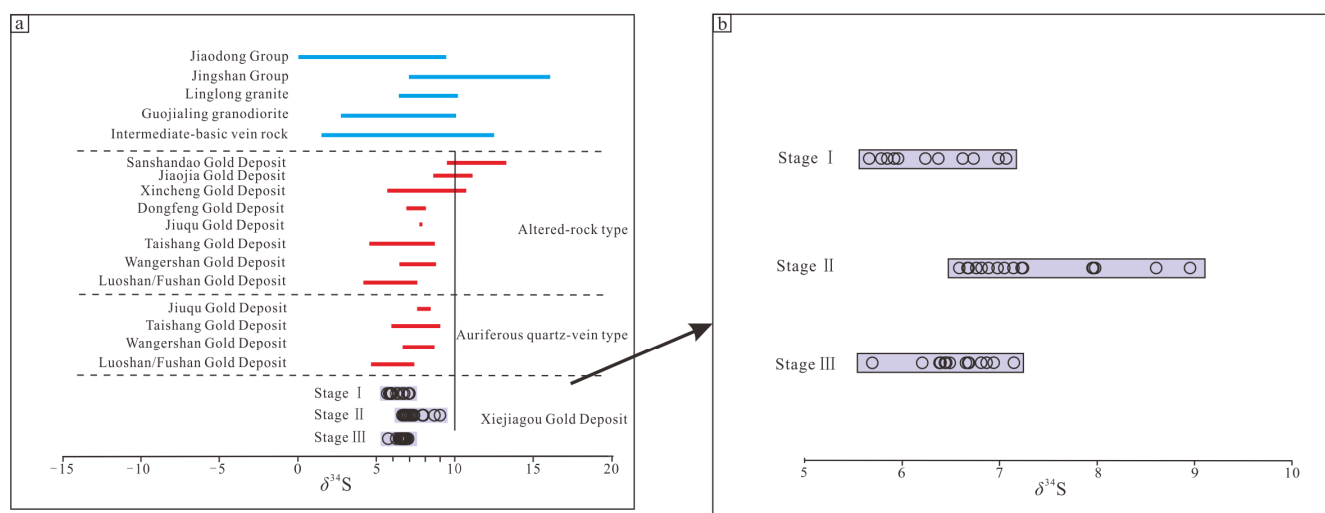 a
Jiaodong Group
Jingshan Group
Linglong granite
Guojialing granodiorite
Intermediate-basic vein rock
Sanshandao Gold Deposit
Jiaojia Gold Deposit
Xincheng Gold Deposit
Dongfeng Gold Deposit
Jiuqu Gold Deposit
Altered-rock type
Taishang Gold Deposit
Wangershan Gold Deposit
Luoshan/Fushan Gold Deposit
Jiuqu Gold Deposit
Taishang Gold Deposit
Auriferous quartz-vein type
Wangershan Gold Deposit
Luoshan/Fushan Gold Deposit
Stage Ⅰ
Stage Ⅱ
Xiejiagou Gold Deposit
Stage Ⅲ
−15 −10 −5 0 5 10 15 20
δ³⁴S
b
Stage Ⅰ
Stage Ⅱ
Stage Ⅲ
5 6 7 8 9 10
δ³⁴S